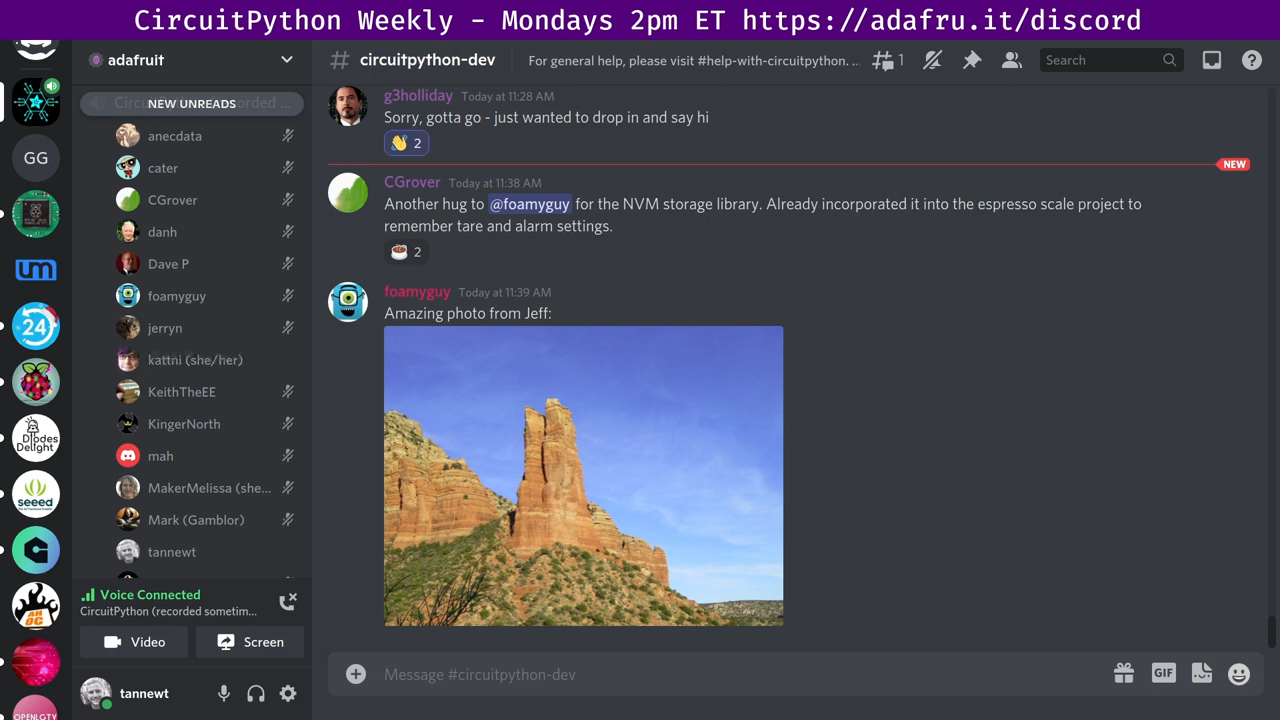 CircuitPython Weekly - Mondays 2pm ET https://adafru.it/discord
adafruit
NEW UNREADS
anecdata
cater
CGrover
danh
Dave P
foamyguy
jerryn
kattni (she/her)
KeithTheEE
KingerNorth
mah
MakerMelissa (she...
Mark (Gamblor)
tannewt
Voice Connected
CircuitPython (recorded sometim...
Video
Screen
tannewt
GG
um
24
Diodes
Delight
seeed
OPENLGTV
# circuitpython-dev
For general help, please visit #help-with-circuitpython. ...
1
Search
g3holliday Today at 11:28 AM
Sorry, gotta go - just wanted to drop in and say hi
2
NEW
CGrover Today at 11:38 AM
Another hug to @foamyguy for the NVM storage library. Already incorporated it into the espresso scale project to
remember tare and alarm settings.
2
foamyguy Today at 11:39 AM
Amazing photo from Jeff:
Message #circuitpython-dev
GIF